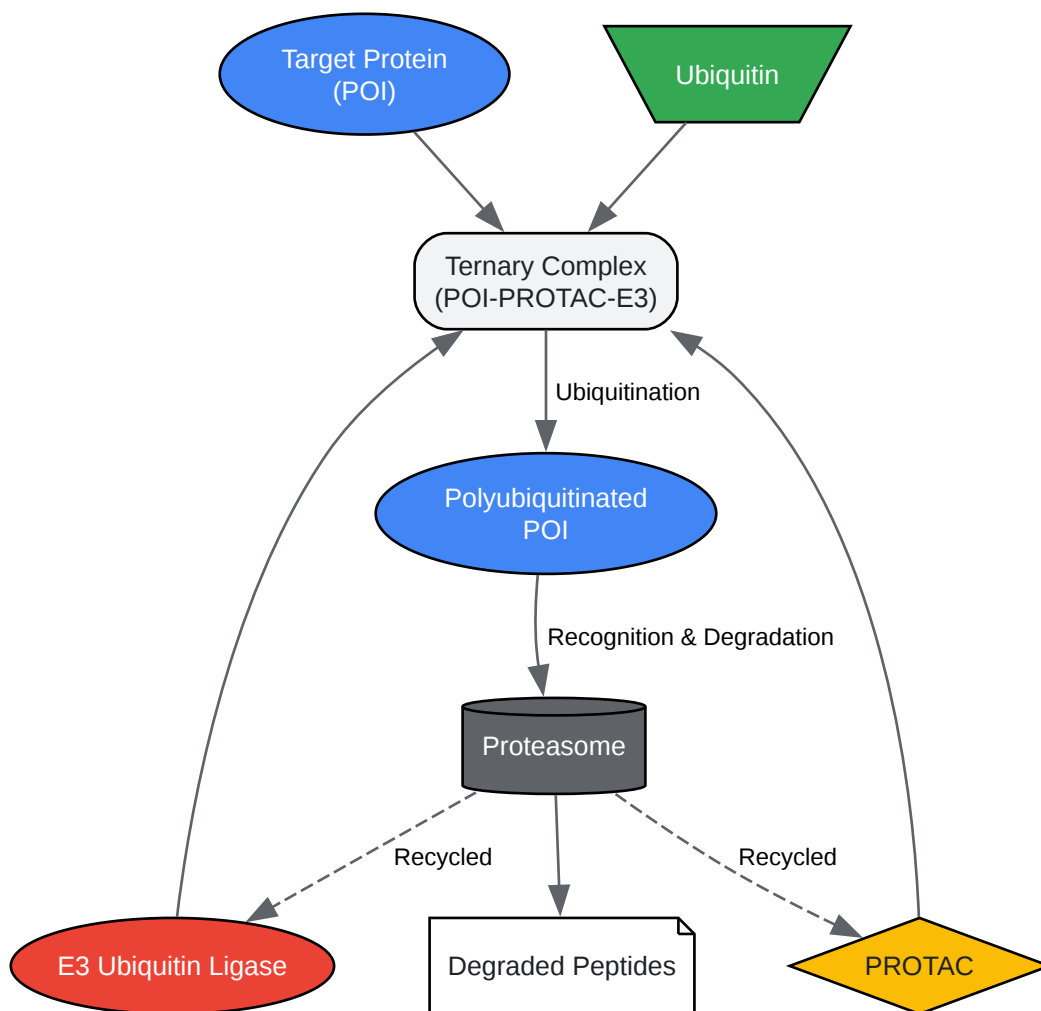 Target Protein
(POI)
Ubiquitin
Ternary Complex
(POI-PROTAC-E3)
Ubiquitination
Polyubiquitinated
POI
Recognition & Degradation
Proteasome
Recycled
Recycled
E3 Ubiquitin Ligase
Degraded Peptides
PROTAC